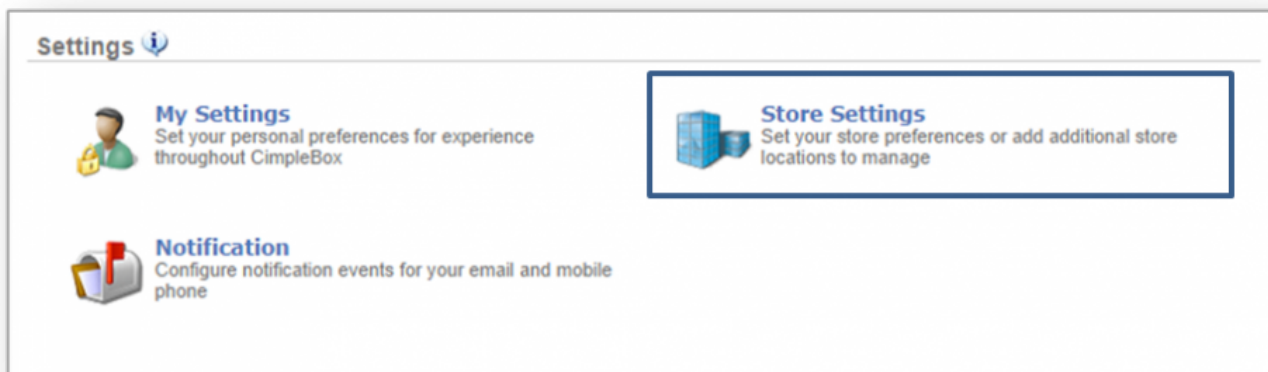 Settings
My Settings
Set your personal preferences for experience
throughout CimpleBox
Store Settings
Set your store preferences or add additional store
locations to manage
Notification
Configure notification events for your email and mobile
phone